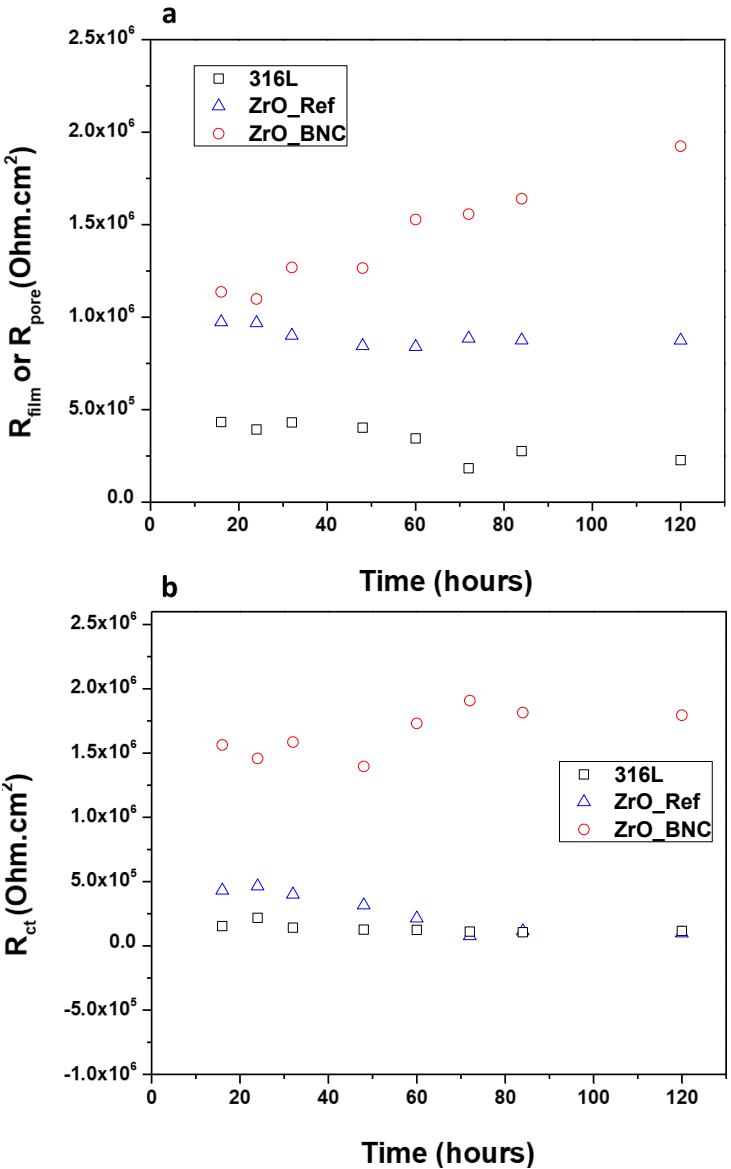 a
2.5x10⁶
2.0x10⁶
1.5x10⁶
1.0x10⁶
5.0x10⁵
0.0
R_film or R_pore (Ohm.cm²)
316L
ZrO_Ref
ZrO_BNC
0 20 40 60 80 100 120
Time (hours)
b
2.5x10⁶
2.0x10⁶
1.5x10⁶
1.0x10⁶
5.0x10⁵
0.0
-5.0x10⁵
-1.0x10⁶
R_ct (Ohm.cm²)
316L
ZrO_Ref
ZrO_BNC
0 20 40 60 80 100 120
Time (hours)